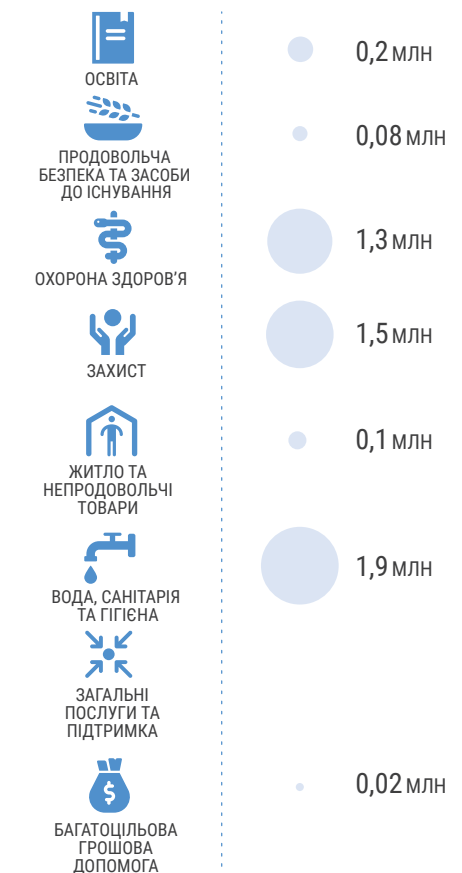 0,2 МЛН
ОСВІТА
0,08 МЛН
ПРОДОВОЛЬЧА
БЕЗПЕКА ТА ЗАСОБИ
ДО ІСНУВАННЯ
1,3 МЛН
ОХОРОНА ЗДОРОВ'Я
1,5 МЛН
ЗАХИСТ
0,1 МЛН
ЖИТЛО ТА
НЕПРОДОВОЛЬЧІ
ТОВАРИ
1,9 МЛН
ВОДА, САНІТАРІЯ
ТА ГІГІЄНА
ЗАГАЛЬНІ
ПОСЛУГИ ТА
ПІДТРИМКА
0,02 МЛН
$
БАГАТОЦІЛЬОВА
ГРОШОВА
ДОПОМОГА